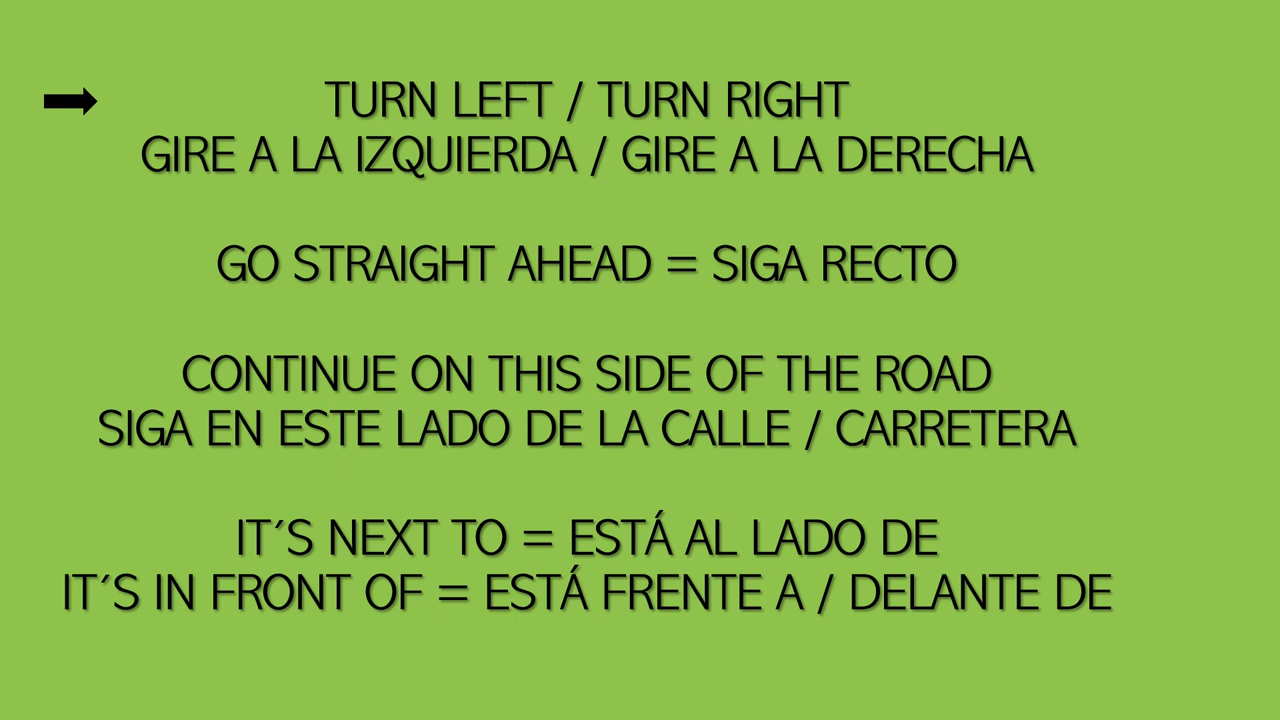 TURN LEFT / TURN RIGHT
GIRE A LA IZQUIERDA / GIRE A LA DERECHA
GO STRAIGHT AHEAD = SIGA RECTO
CONTINUE ON THIS SIDE OF THE ROAD
SIGA EN ESTE LADO DE LA CALLE / CARRETERA
IT´S NEXT TO = ESTÁ AL LADO DE
IT´S IN FRONT OF = ESTÁ FRENTE A / DELANTE DE